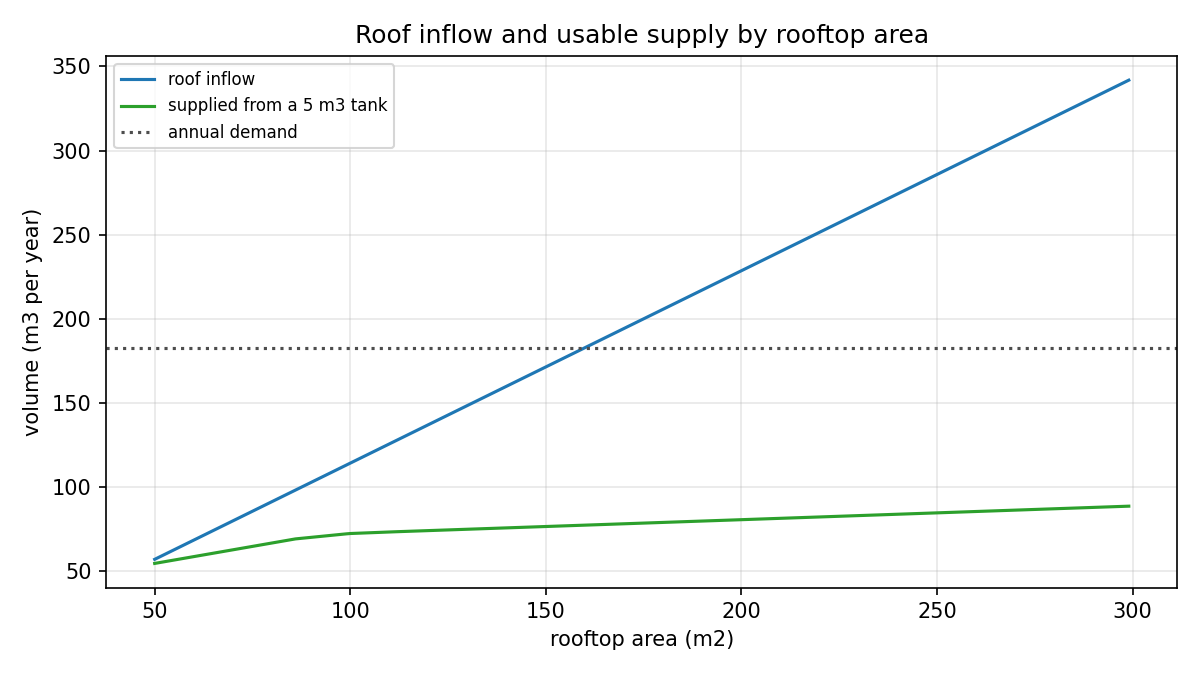 Roof inflow and usable supply by rooftop area
roof inflow
supplied from a 5 m3 tank
annual demand
volume (m3 per year)
350
300
250
200
150
100
50
50 100 150 200 250 300
rooftop area (m2)